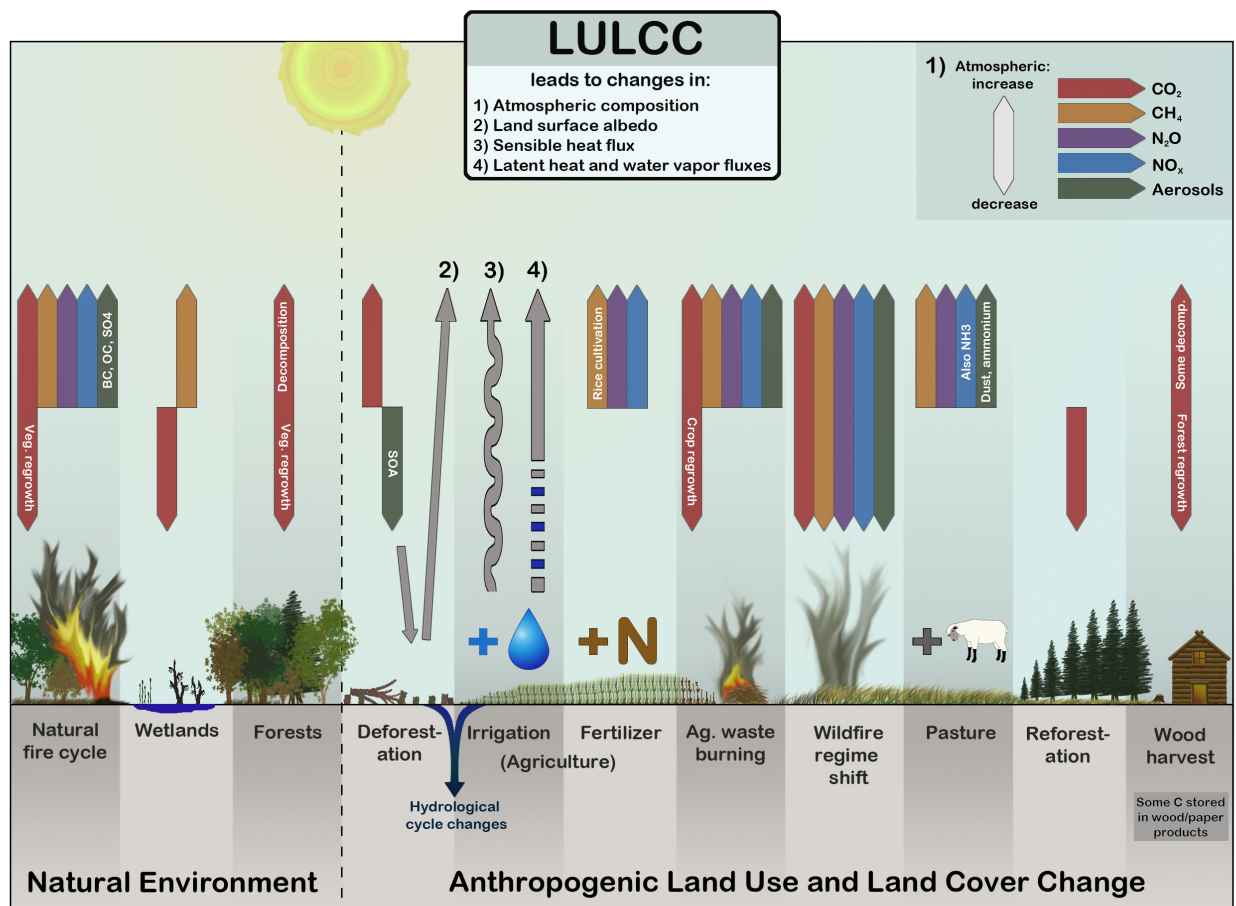 LULCC
leads to changes in:
1) Atmospheric composition
2) Land surface albedo
3) Sensible heat flux
4) Latent heat and water vapor fluxes
1) Atmospheric:
increase
decrease
CO₂
CH₄
N₂O
NOₓ
Aerosols
2)
3)
4)
BC, OC, SO4
Veg. regrowth
Decomposition
Veg. regrowth
SOA
Rice cultivation
Crop regrowth
Also NH3
Dust, ammonium
Some decomp.
Forest regrowth
+
+N
+
Natural
fire cycle
Wetlands
Forests
Deforest-
ation
Irrigation
Fertilizer
(Agriculture)
Ag. waste
burning
Wildfire
regime
shift
Pasture
Reforest-
ation
Wood
harvest
Hydrological
cycle changes
Some C stored
in wood/paper
products
Natural Environment
Anthropogenic Land Use and Land Cover Change